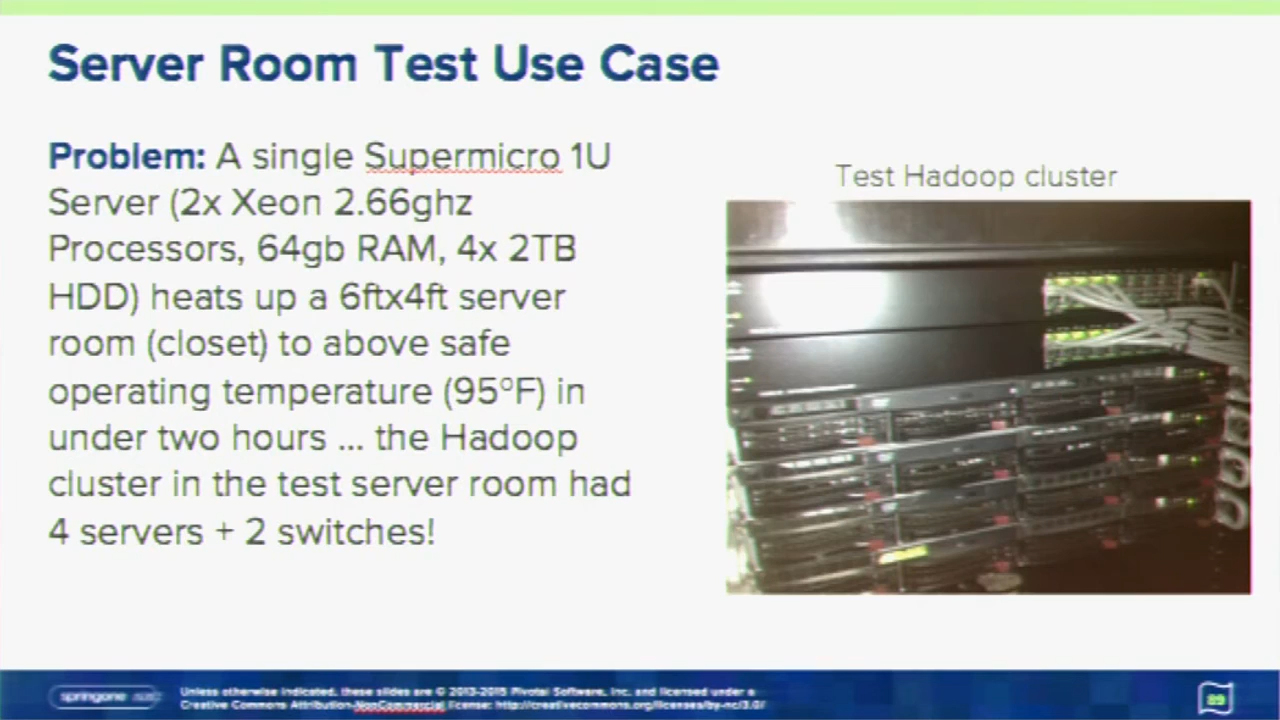 Server Room Test Use Case
Problem: A single Supermicro 1U
Server (2x Xeon 2.66ghz
Processors, 64gb RAM, 4x 2TB
HDD) heats up a 6ftx4ft server
room (closet) to above safe
operating temperature (95°F) in
under two hours ... the Hadoop
cluster in the test server room had
4 servers + 2 switches!
Test Hadoop cluster
springone
Unless otherwise indicated, these slides are © 2013-2015 Pivotal Software, Inc. and licensed under a
Creative Commons Attribution-NonCommercial license: http://creativecommons.org/licenses/by-nc/3.0/